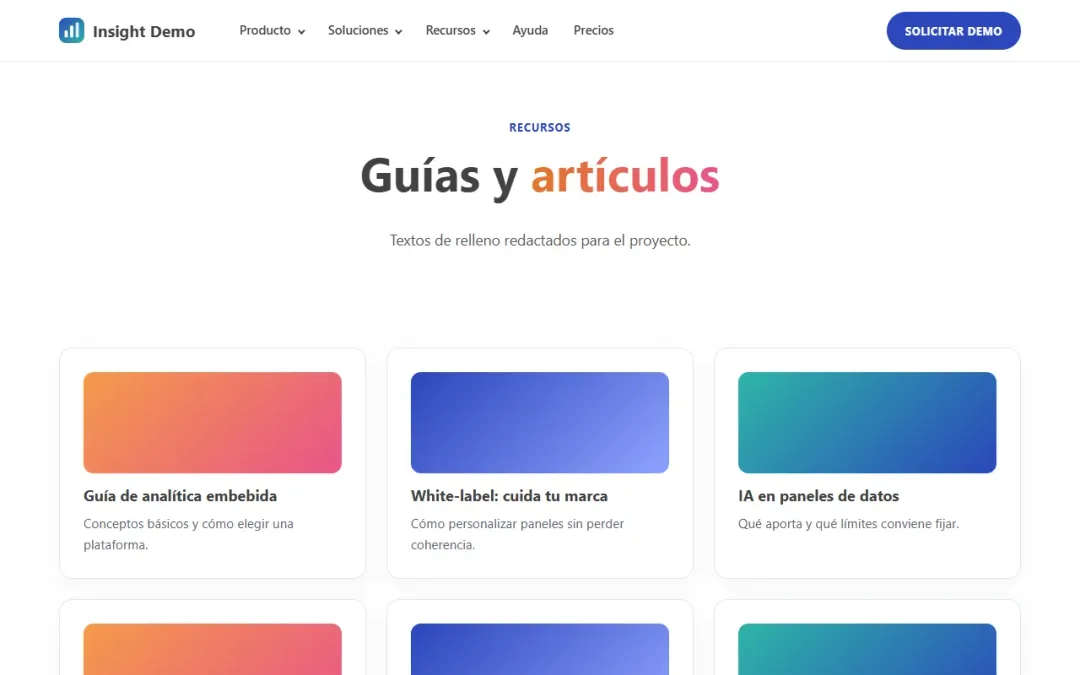 Insight Demo
Producto
Soluciones
Recursos
Ayuda
Precios
SOLICITAR DEMO
RECURSOS
Guías y artículos
Textos de relleno redactados para el proyecto.
Guía de analítica embebida
Conceptos básicos y cómo elegir una
plataforma.
White-label: cuida tu marca
Cómo personalizar paneles sin perder
coherencia.
IA en paneles de datos
Qué aporta y qué límites conviene fijar.